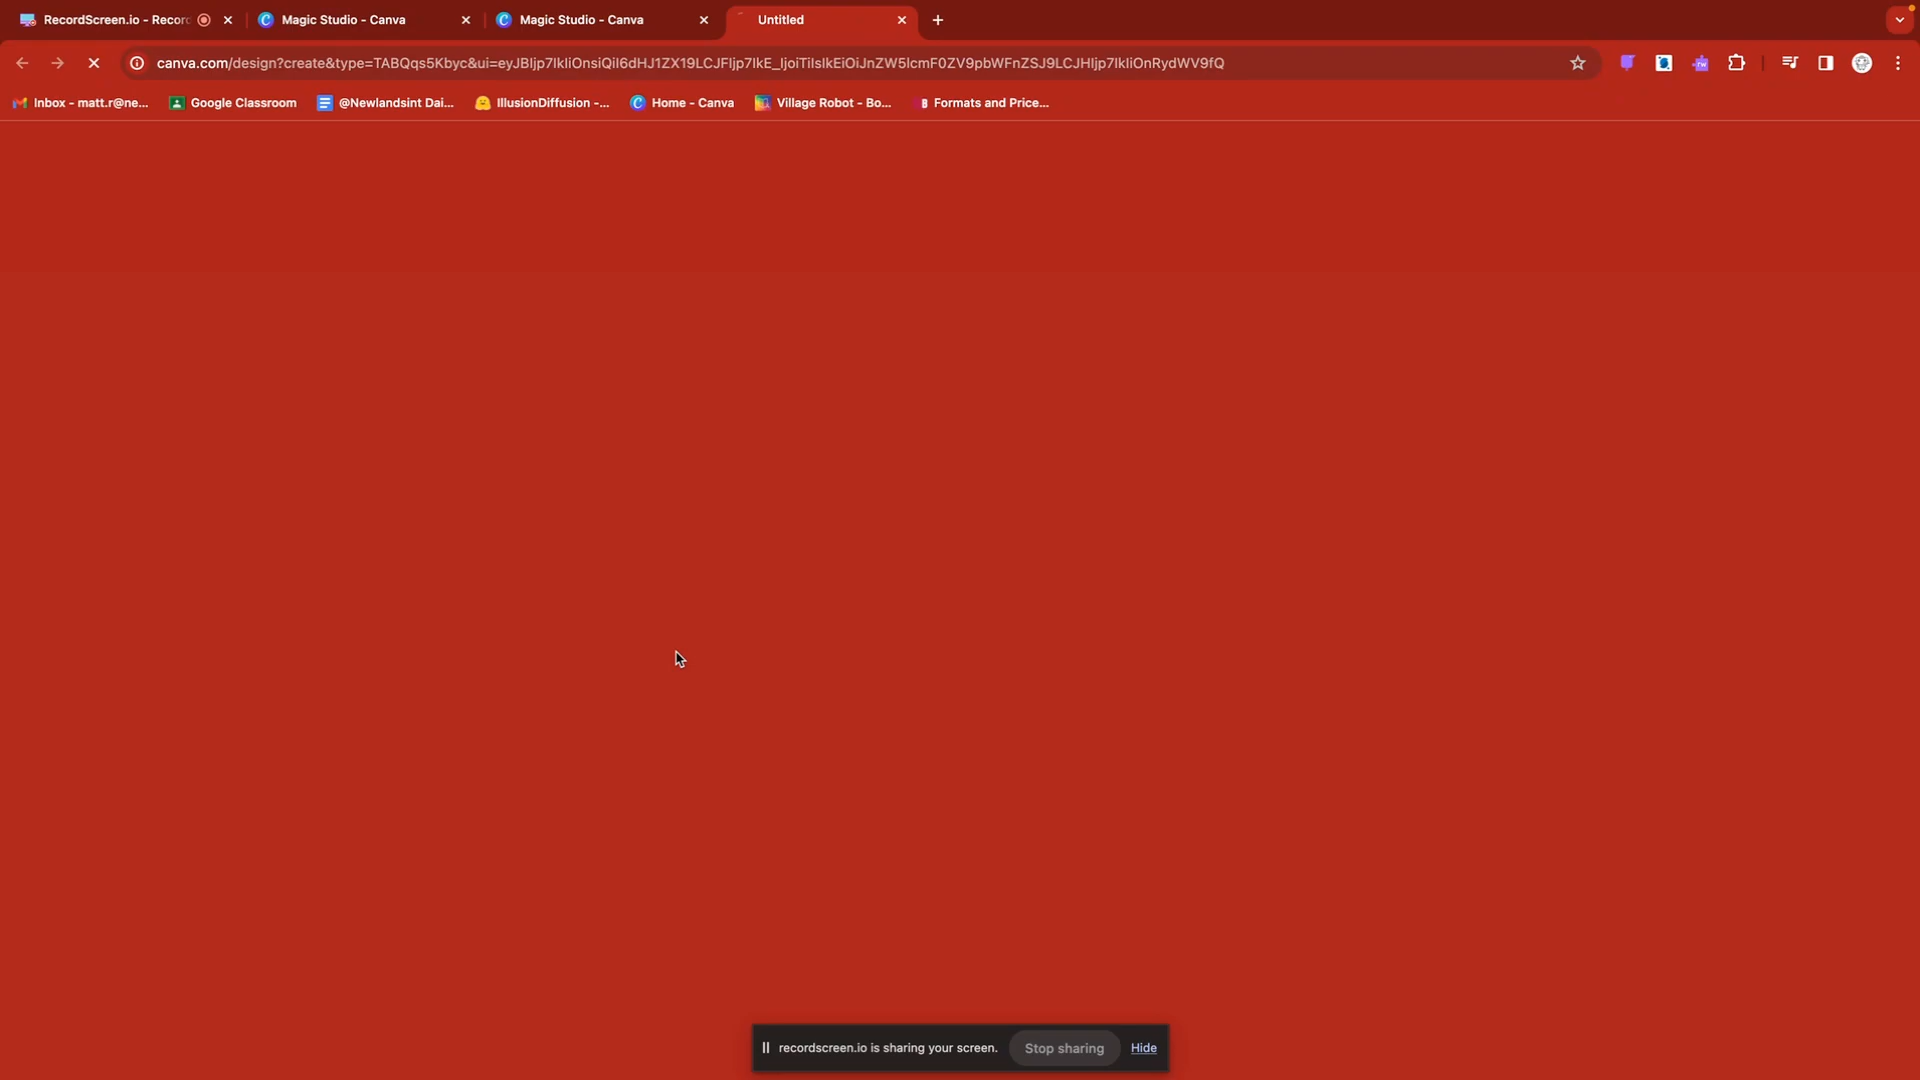 RecordScreen.io - Recor
Magic Studio - Canva
Magic Studio - Canva
Untitled
canva.com/design?create&type=TABQqs5Kbyc&ui=eyJBIjp7IkIiOnsiQiI6dHJ1ZX19LCJFIjp7IkE_IjoiTiIsIkEiOiJnZW5lcmF0ZV9pbWFnZSJ9LCJHIjp7IkIiOnRydWV9fQ
Inbox - matt.r@ne...
Google Classroom
@Newlandsint Dai...
IllusionDiffusion -...
Home - Canva
Village Robot - Bo...
Formats and Price...
recordscreen.io is sharing your screen.
Stop sharing
Hide